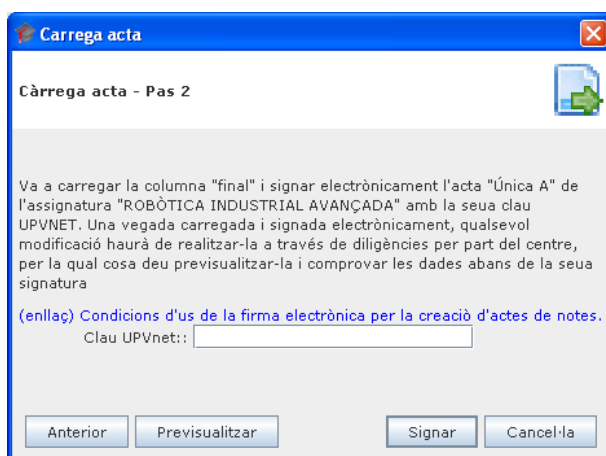 Carrega acta
Càrrega acta - Pas 2
Va a carregar la columna "final" i signar electrònicament l'acta "Única A" de
l'assignatura "ROBÒTICA INDUSTRIAL AVANÇADA" amb la seua clau
UPVNET. Una vegada carregada i signada electrònicament, qualsevol
modificació haurà de realitzar-la a través de diligències per part del centre,
per la qual cosa deu previsualitzar-la i comprovar les dades abans de la seua
signatura
(enllaç) Condicions d'us de la firma electrònica per la creació d'actes de notes.
Clau UPVnet::
Anterior Previsualitzar Signar Cancel·la